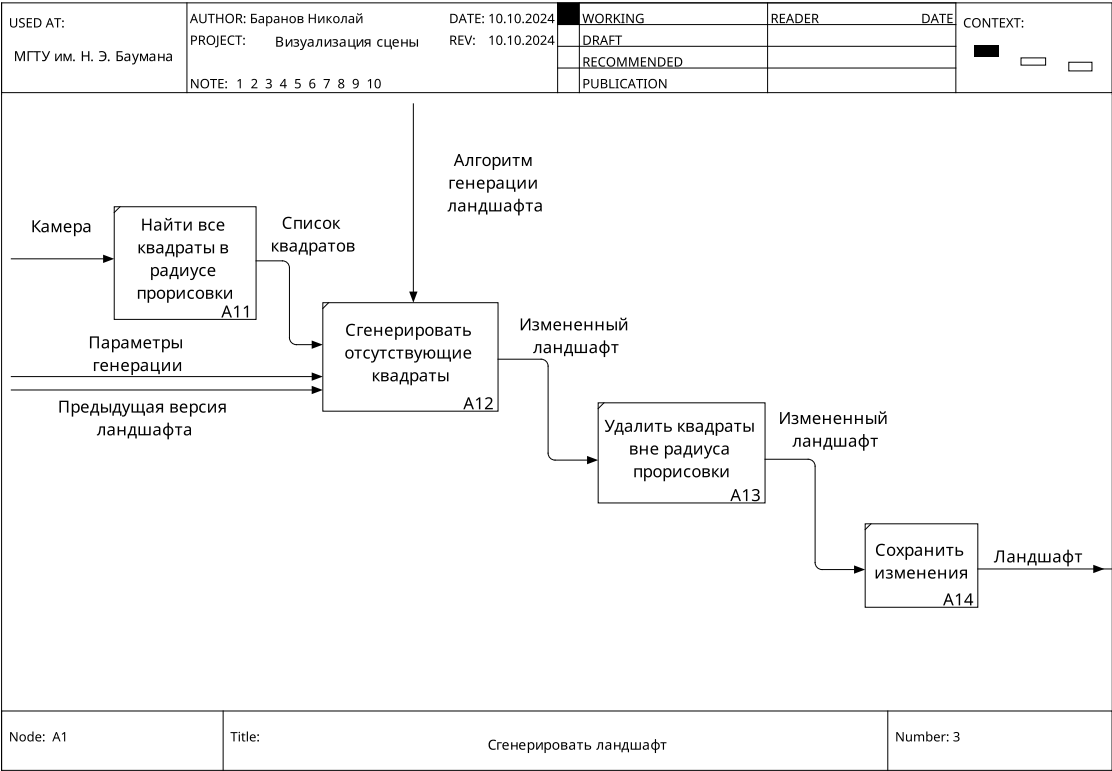 USED AT:
МГТУ им. Н. Э. Баумана
AUTHOR: Баранов Николай
DATE: 10.10.2024
PROJECT: Визуализация сцены
REV: 10.10.2024
NOTE: 1 2 3 4 5 6 7 8 9 10
WORKING
DRAFT
RECOMMENDED
PUBLICATION
READER DATE
CONTEXT:
Алгоритм
генерации
ландшафта
Камера
Найти все
квадраты в
радиусе
прорисовки
A11
Список
квадратов
Параметры
генерации
Предыдущая версия
ландшафта
Сгенерировать
отсутствующие
квадраты
A12
Измененный
ландшафт
Удалить квадраты
вне радиуса
прорисовки
A13
Измененный
ландшафт
Сохранить
изменения
A14
Ландшафт
Node: A1
Title:
Сгенерировать ландшафт
Number: 3